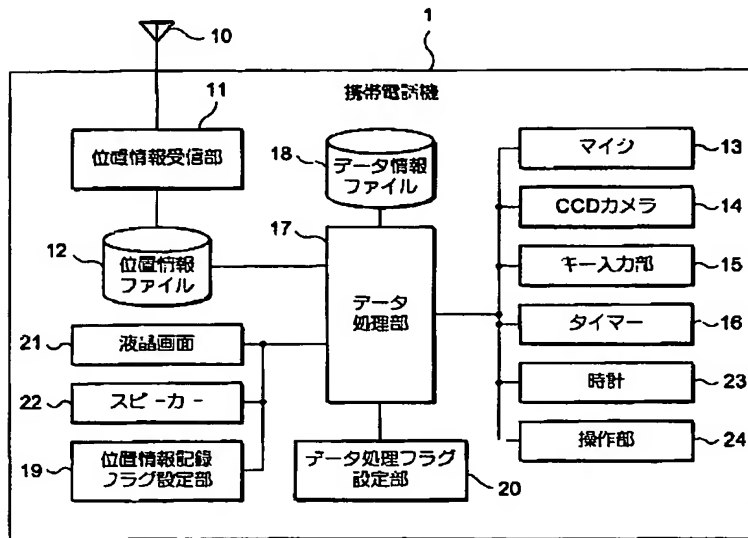 10
1
携帯電話機
11
位置情報受信部
18
データ情報
ファイル
マイク
13
CCDカメラ
14
12
位置情報
ファイル
17
データ
処理部
キー入力部
15
タイマー
16
21
液晶画面
時計
23
22
スピーカー
操作部
24
19
位置情報記録
フラグ設定部
データ処理フラグ
設定部
20